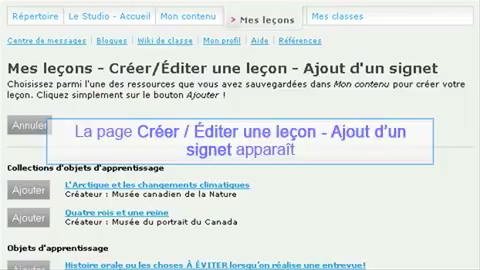 Répertoire | Le Studio - Accueil | Mon contenu | > Mes leçons | Mes classes
Centre de messages | Blogues | Wiki de classe | Mon profil | Aide | Références
Mes leçons - Créer/Éditer une leçon - Ajout d'un signet
Choisissez parmi l'une des ressources que vous avez sauvegardées dans Mon contenu pour créer votre
leçon. Cliquez simplement sur le bouton Ajouter !
Annuler
La page Créer / Éditer une leçon - Ajout d'un
signet apparaît
Collections d'objets d'apprentissage
Ajouter L'Arctique et les changements climatiques
Créateur : Musée canadien de la Nature
Ajouter Quatre rois et une reine
Créateur : Musée du portrait du Canada
Objets d'apprentissage
Ajouter Histoire orale ou les choses À ÉVITER lorsqu'on réalise une entrevue!